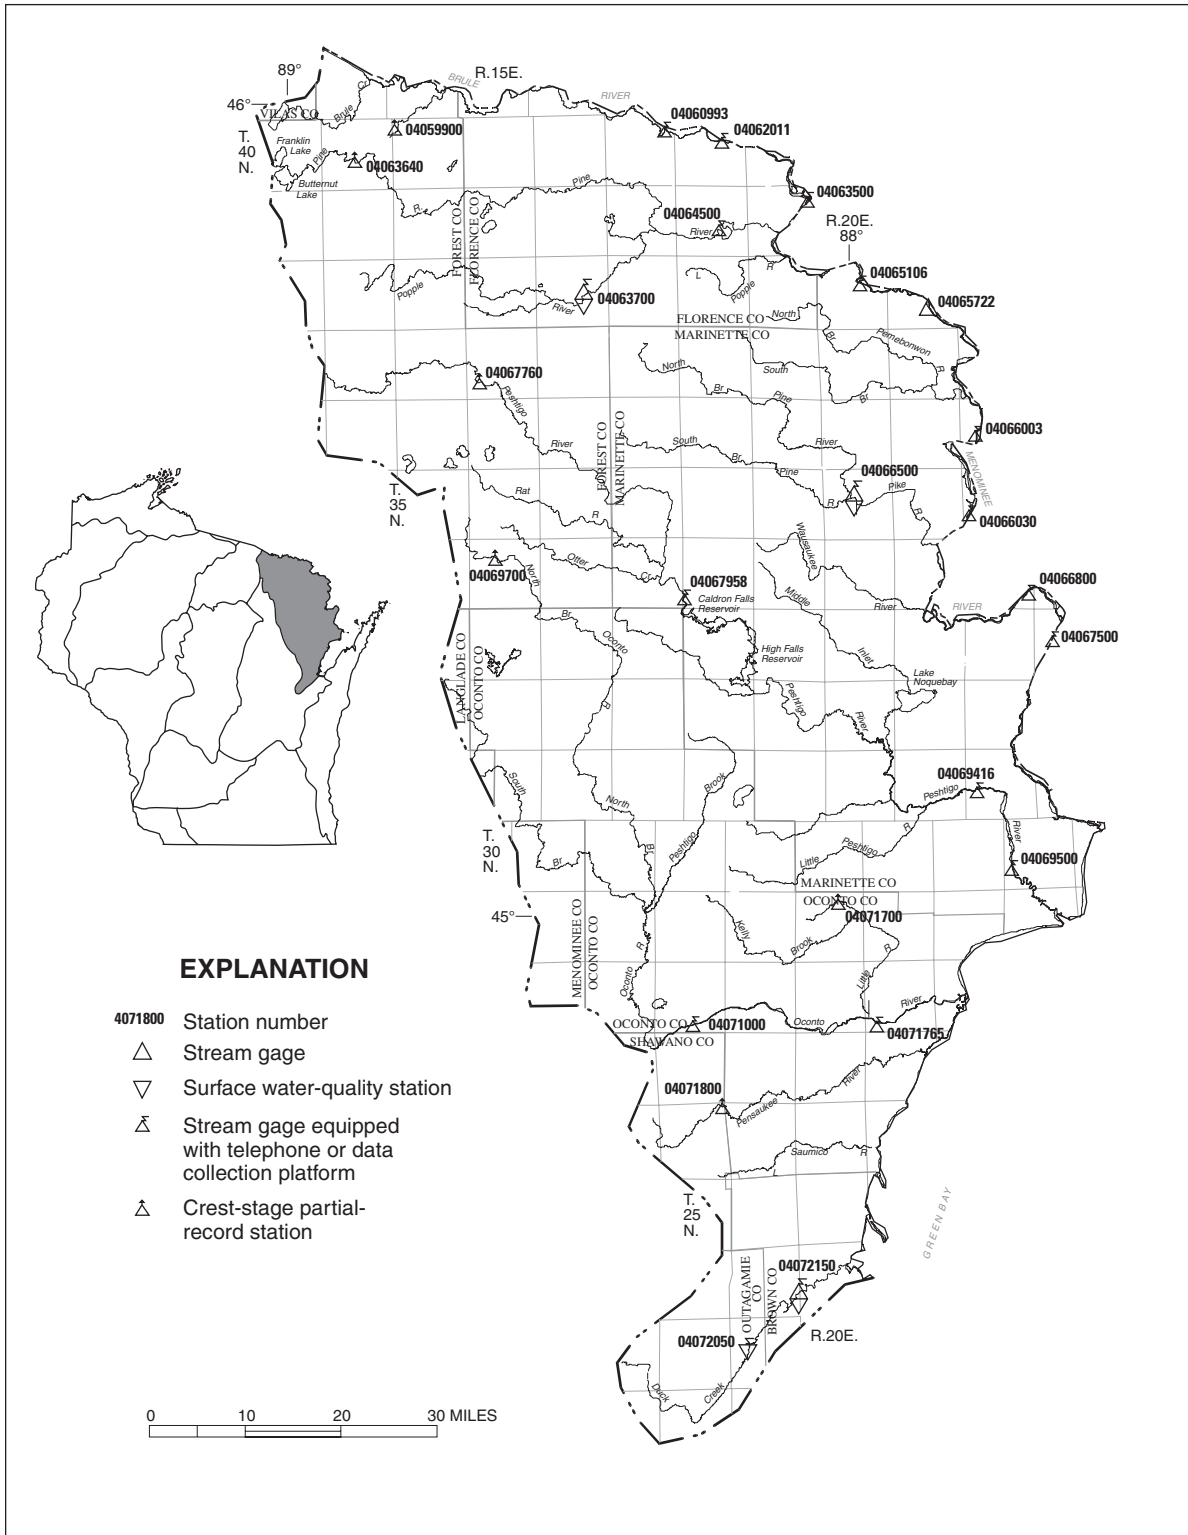 BRULE
R.15E.
89°
RIVER
46°
Cr.
VILAS CO
Brule
04060993
04059900
04062011
T.
40
N.
Franklin
Lake
Pine
04063640
Butternut
Lake
Pine
04063500
R.
04064500
R.20E.
88°
FOREST CO
FLORENCE CO
River
R
L
Popple
04065106
Popple
04063700
04065722
River
North
FLORENCE CO
MARINETTE CO
Br
Pemebonwon
R
North
South
04067760
Br
Br
Peshtigo
Pine
FOREST CO
MARINETTE CO
04066003
River
South
River
Br
MENOMINEE
04066500
Pine
Pike
T.
35
N.
Rat
R
R
04066030
R
Wausaukee
Otter
04069700
North
Cr
04067958
04066800
Caldron Falls
Reservoir
Middle
River
RIVER
Br
Oconto
04067500
LANGLADE CO
OCONTO CO
High Falls
Reservoir
Inlet
Lake
Noquebay
Peshtigo
River
R
04069416
South
Brook
Peshtigo
North
River
T.
30
N.
Br
Br
Peshtigo
R
Peshtigo
Little
04069500
MARINETTE CO
OCONTO CO
04071700
45°
MENOMINEE CO
OCONTO CO
Kelly
Brook
R
R
Little
Oconto
River
OCONTO CO
SHAWANO CO
04071000
Oconto
04071765
04071800
River
Pensaukee
Saumico
R
L
T.
25
N.
GREEN BAY
04072150
OUTAGAMIE
CO
BROWN CO
R.20E.
04072050
Duck
Creek
EXPLANATION
4071800 Station number
Stream gage
Surface water-quality station
Stream gage equipped
with telephone or data
collection platform
Crest-stage partial-
record station
0 10 20 30 MILES